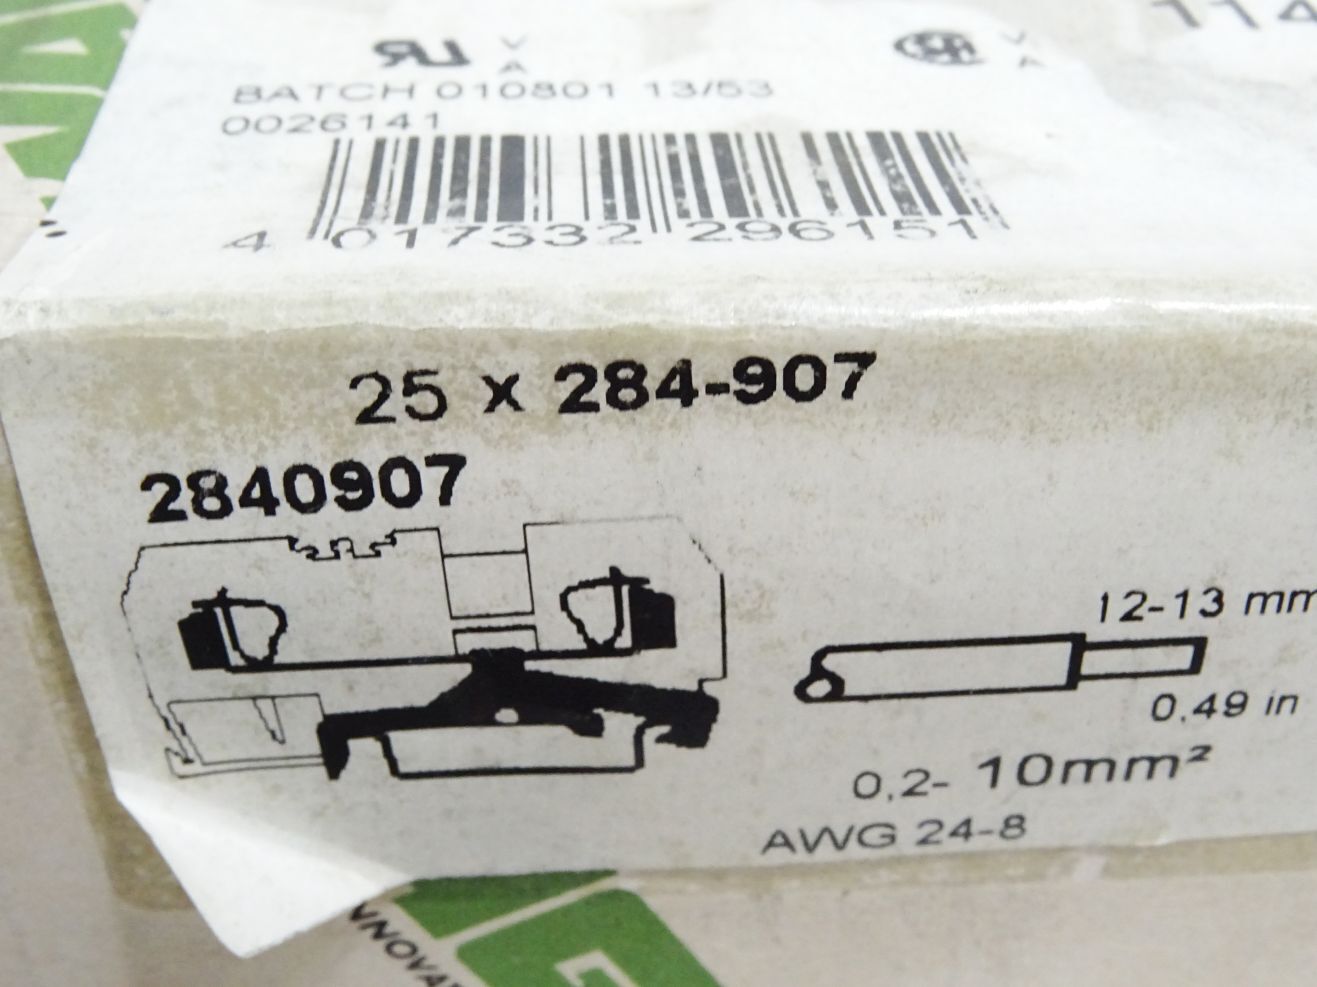 114
V
A
V
A
BATCH 010801 13/53
0026141
4 017332 296151
25 x 284-907
2840907
12-13 mm
0,49 in
0,2- 10mm²
AWG 24-8